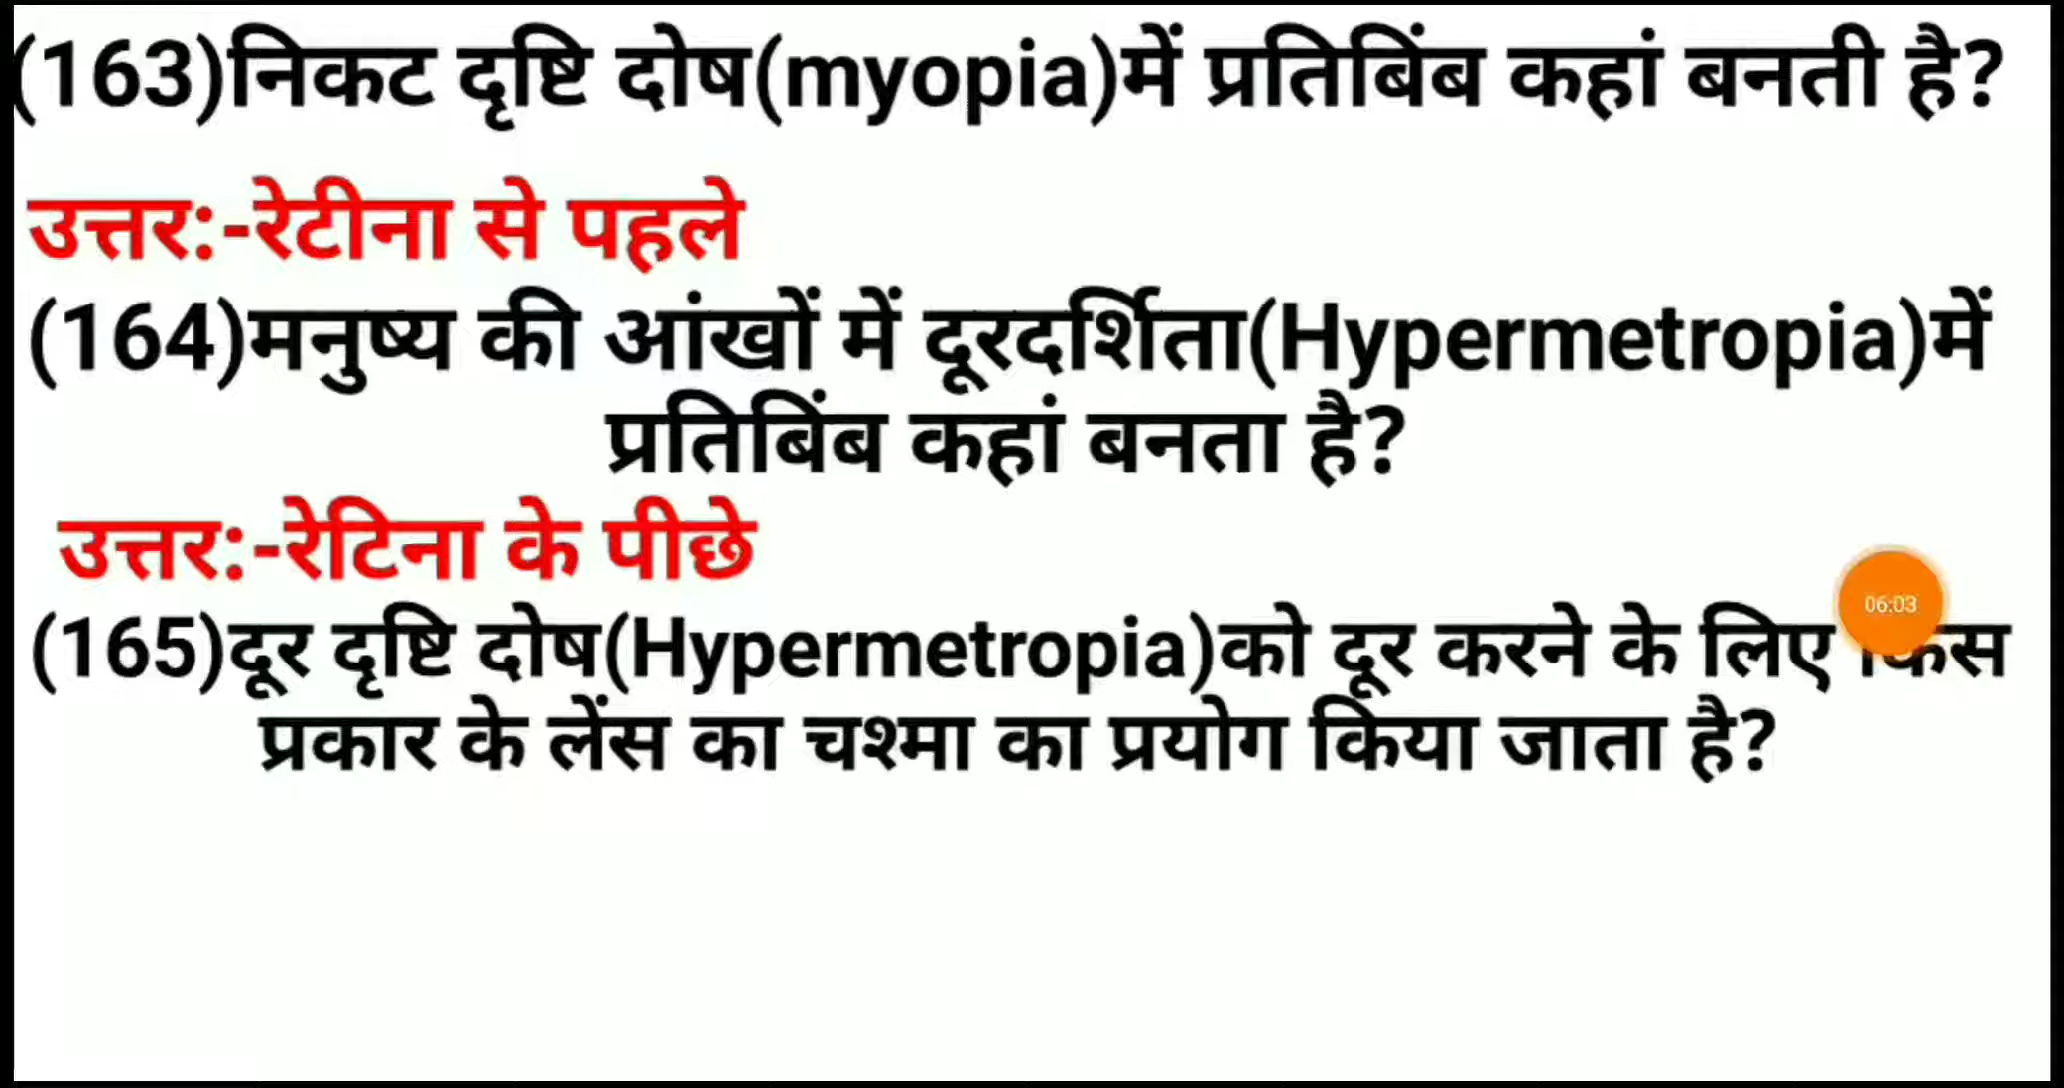 (163)निकट दृष्टि दोष(myopia)में प्रतिबिंब कहां बनती है?
उत्तर:-रेटीना से पहले
(164)मनुष्य की आंखों में दूरदर्शिता(Hypermetropia)में
प्रतिबिंब कहां बनता है?
उत्तर:-रेटिना के पीछे
06:03
(165)दूर दृष्टि दोष(Hypermetropia)को दूर करने के लिए किस
प्रकार के लेंस का चश्मा का प्रयोग किया जाता है?